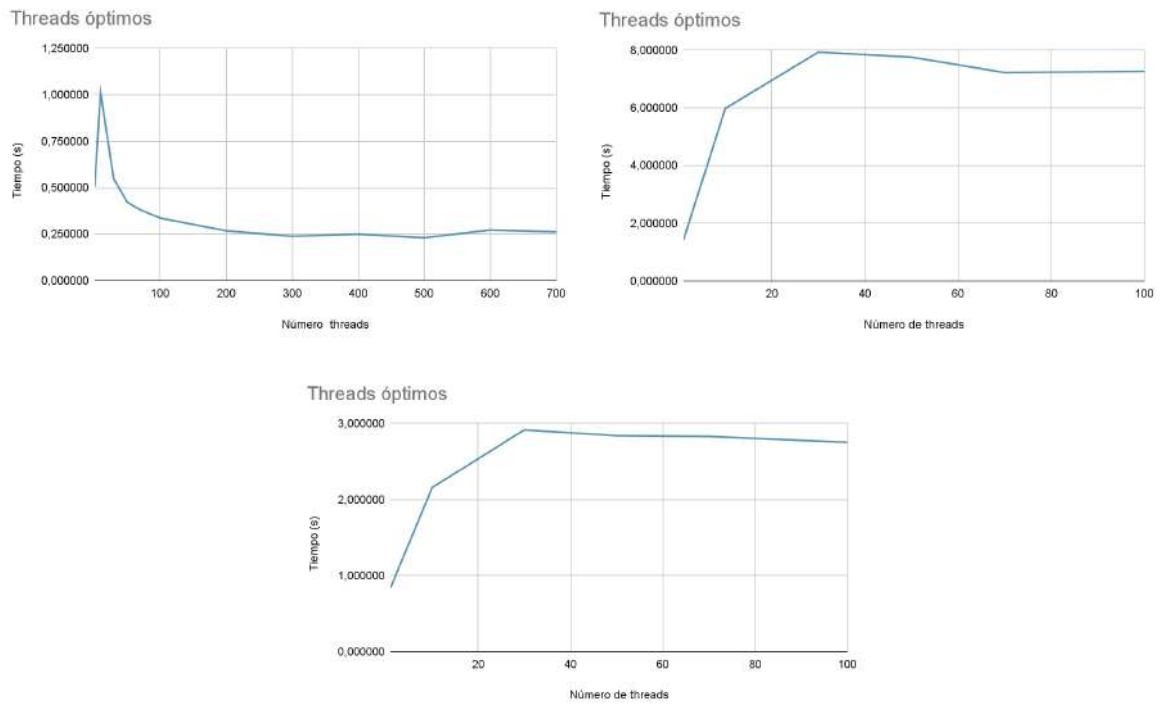 Threads óptimos
1,250000
1,000000
0,750000
0,500000
0,250000
0,000000
Tiempo (s)
100 200 300 400 500 600 700
Número threads
Threads óptimos
8,000000
6,000000
4,000000
2,000000
0,000000
Tiempo (s)
20 40 60 80 100
Número de threads
Threads óptimos
3,000000
2,000000
1,000000
0,000000
Tiempo (s)
20 40 60 80 100
Número de threads